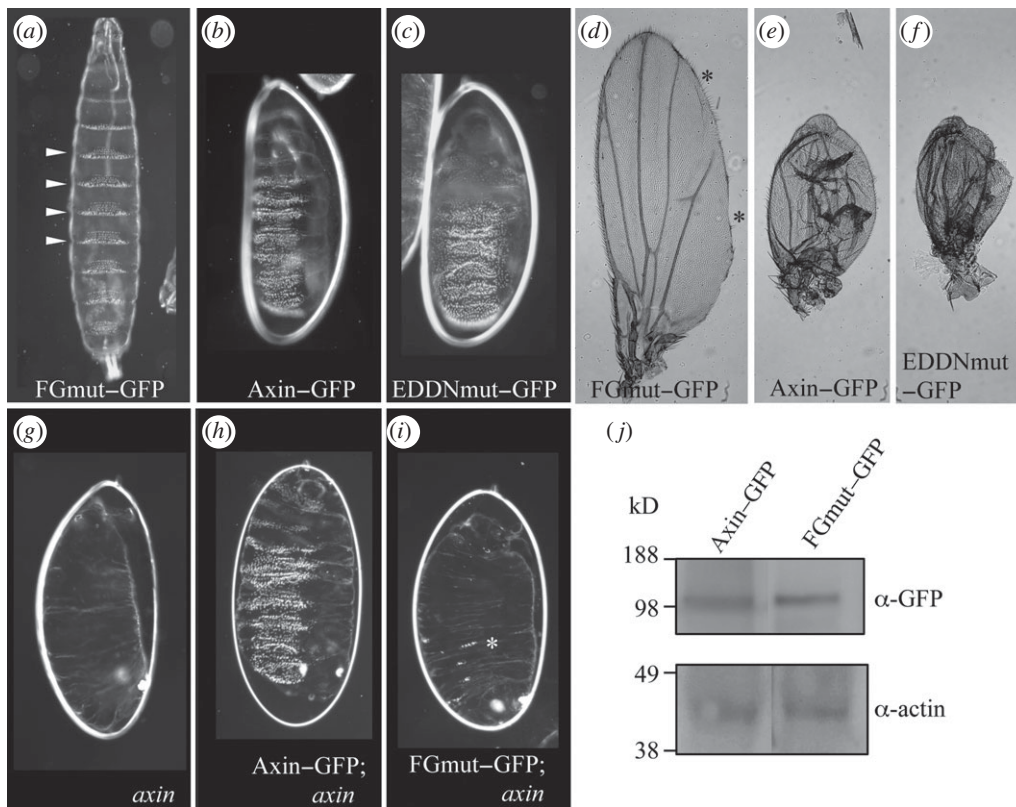 (a)
(b)
(c)
(d)
(e)
(f)
FGmut–GFP
Axin–GFP
EDDNmut–GFP
FGmut–GFP
Axin–GFP
EDDNmut
-GFP
(g)
(h)
(i)
(j)
axin
Axin–GFP;
axin
FGmut–GFP;
axin
Axin–GFP
FGmut–GFP
kD
188
98
α-GFP
49
38
α-actin